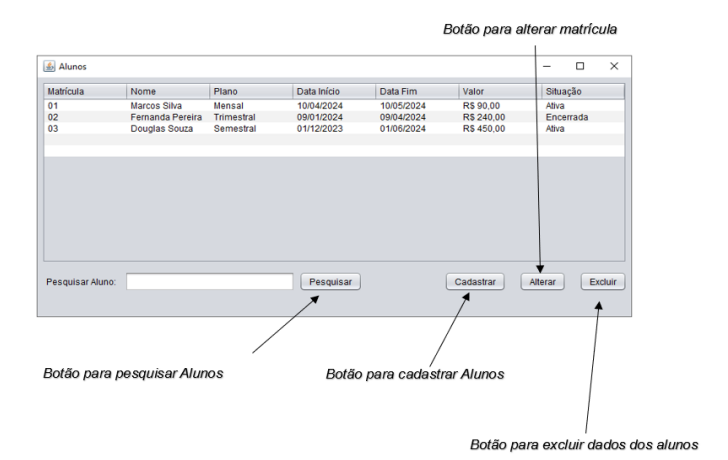 Botão para alterar matrícula
Alunos
Matrícula Nome Plano Data Início Data Fim Valor Situação
01 Marcos Silva Mensal 10/04/2024 10/05/2024 R$ 90,00 Ativa
02 Fernanda Pereira Trimestral 09/01/2024 09/04/2024 R$ 240,00 Encerrada
03 Douglas Souza Semestral 01/12/2023 01/06/2024 R$ 450,00 Ativa
Pesquisar Aluno: Pesquisar Cadastrar Alterar Excluir
Botão para pesquisar Alunos
Botão para cadastrar Alunos
Botão para excluir dados dos alunos